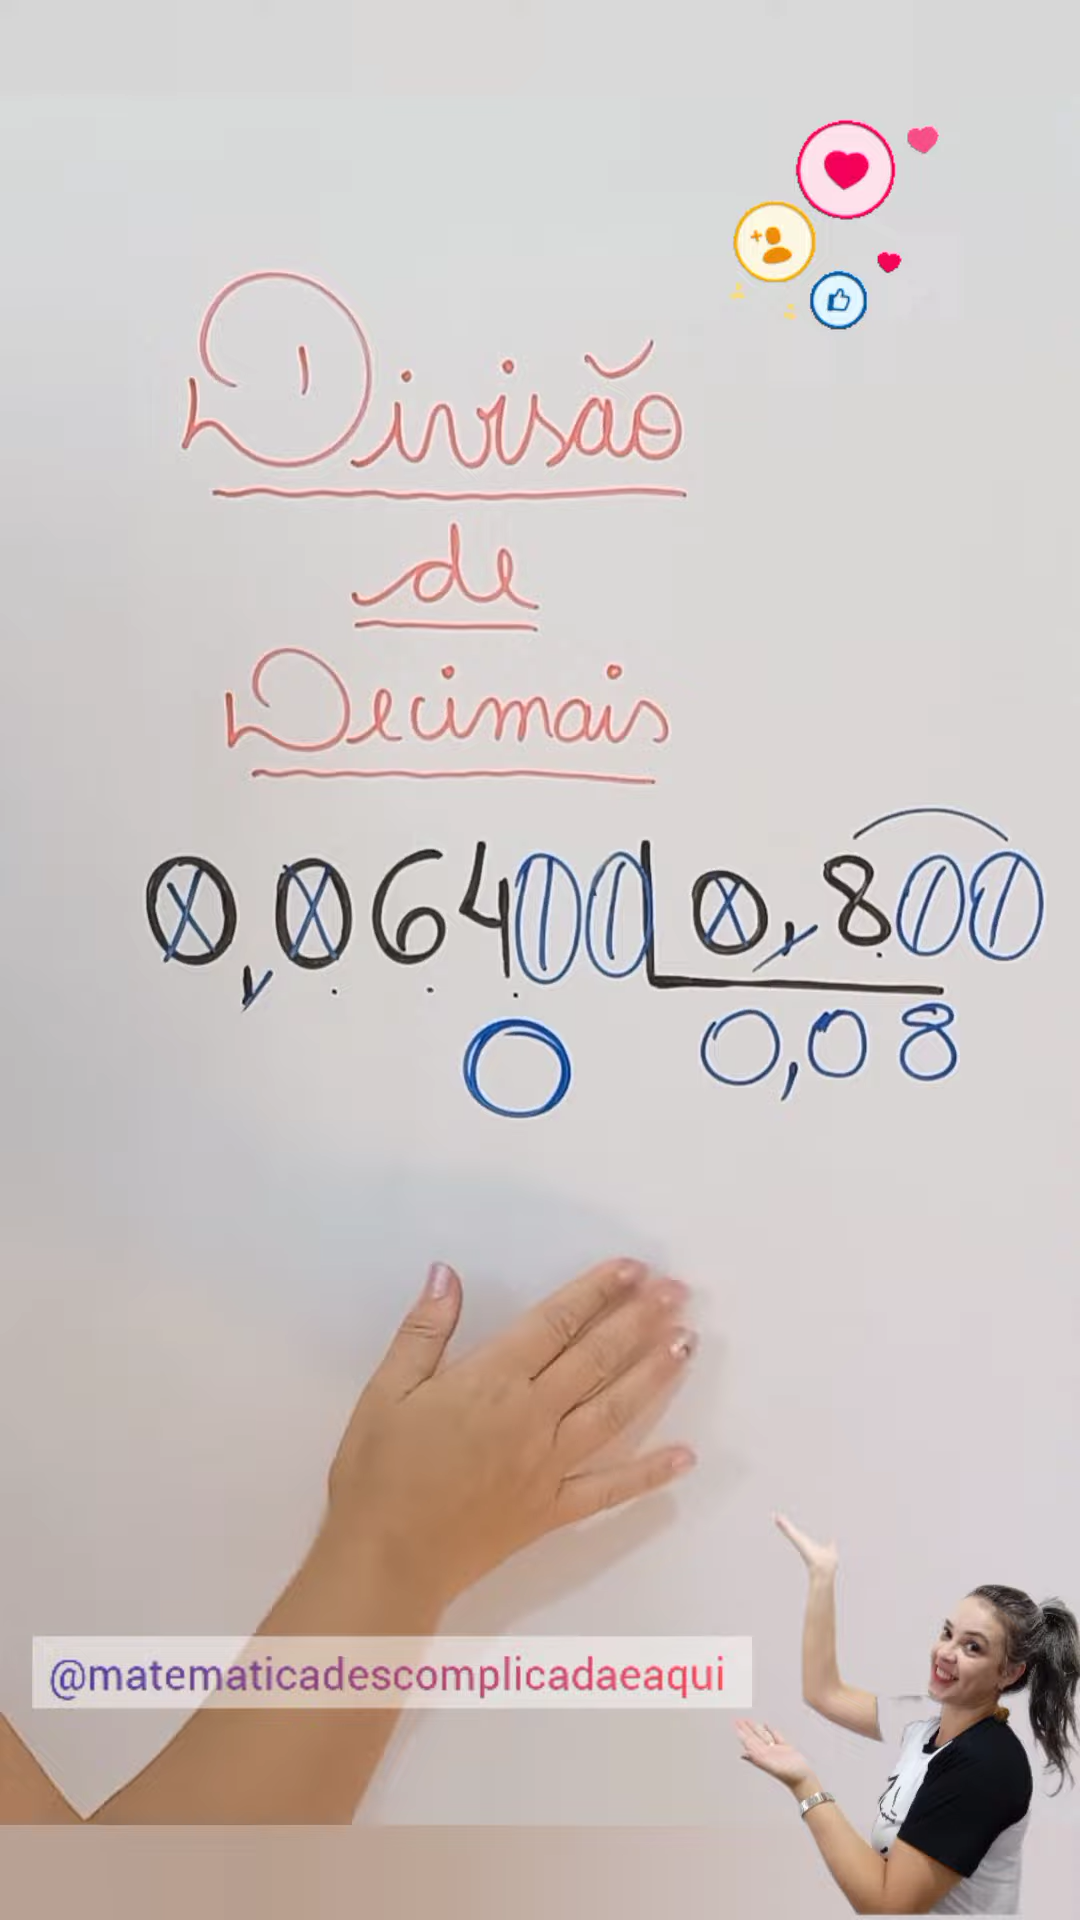 Divisão
de
Decimais
0,06400 0,800
0 0,08
@matematicadescomplicadaeaqui